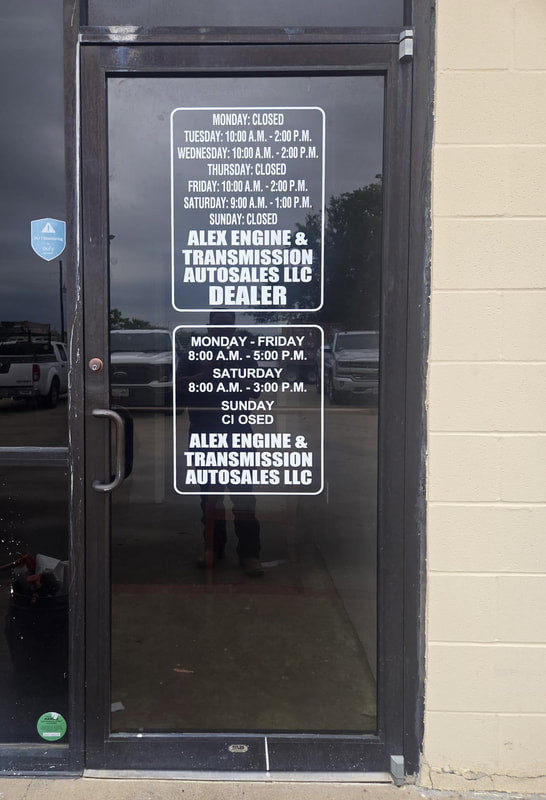 MONDAY: CLOSED
TUESDAY: 10:00 A.M. - 2:00 P.M.
WEDNESDAY: 10:00 A.M. - 2:00 P.M.
THURSDAY: CLOSED
FRIDAY: 10:00 A.M. - 2:00 P.M.
SATURDAY: 9:00 A.M. - 1:00 P.M.
SUNDAY: CLOSED
ALEX ENGINE &
TRANSMISSION
AUTOSALES LLC
DEALER
MONDAY - FRIDAY
8:00 A.M. - 5:00 P.M.
SATURDAY
8:00 A.M. - 3:00 P.M.
SUNDAY
CI OSED
ALEX ENGINE &
TRANSMISSION
AUTOSALES LLC